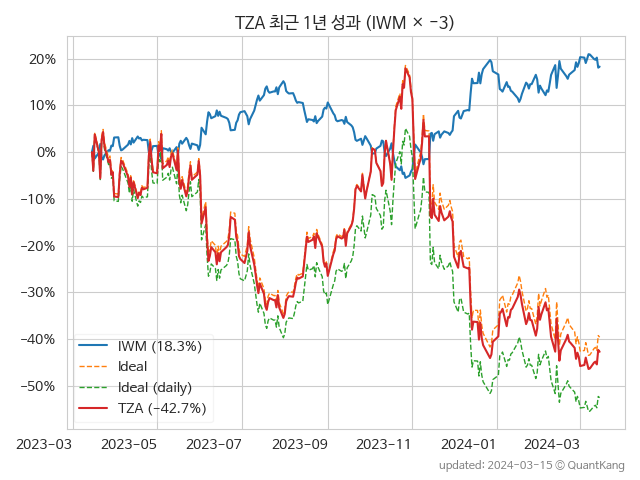 TZA 최근 1년 성과 (IWM × −3)
20%
10%
0%
−10%
−20%
−30%
−40%
−50%
IWM (18.3%)
Ideal
Ideal (daily)
TZA (−42.7%)
2023−03
2023−05
2023−07
2023−09
2023−11
2024−01
2024−03
updated: 2024−03−15 ⓒ QuantKang